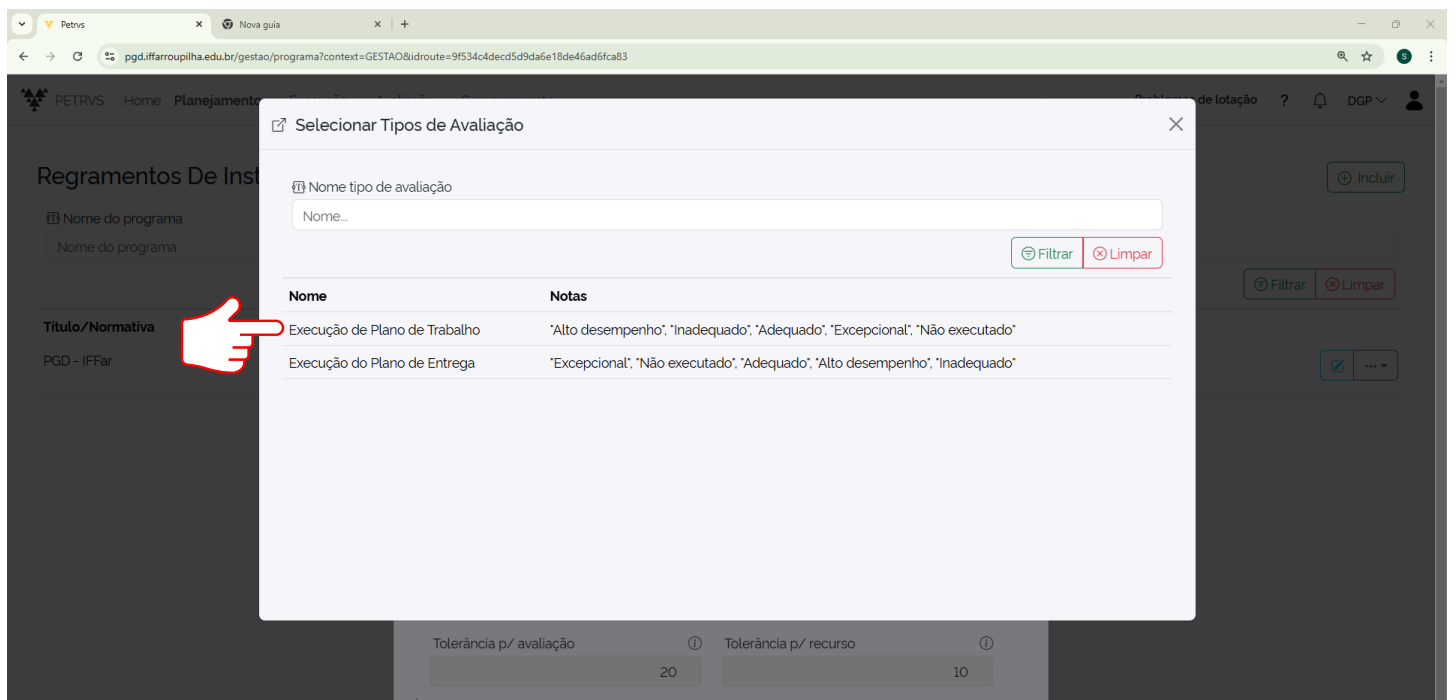 Petrvs
Nova guia
pgd.iffarroupilha.edu.br/gestao/programa?context=GESTAO&idroute=9f534c4decd5d9da6e18de46ad6fca83
S
PETRVS Home Planejamento
de lotação ? DGP
Selecionar Tipos de Avaliação
Regramentos De Inst
Incluir
Nome tipo de avaliação
Nome...
Nome do programa
Nome do programa
Filtrar Limpar
Filtrar Limpar
Nome Notas
Título/Normativa
Execução de Plano de Trabalho "Alto desempenho", "Inadequado", "Adequado", "Excepcional", "Não executado"
PGD - IFFar
Execução do Plano de Entrega "Excepcional", "Não executado", "Adequado", "Alto desempenho", "Inadequado"
Tolerância p/ avaliação Tolerância p/ recurso
20 10